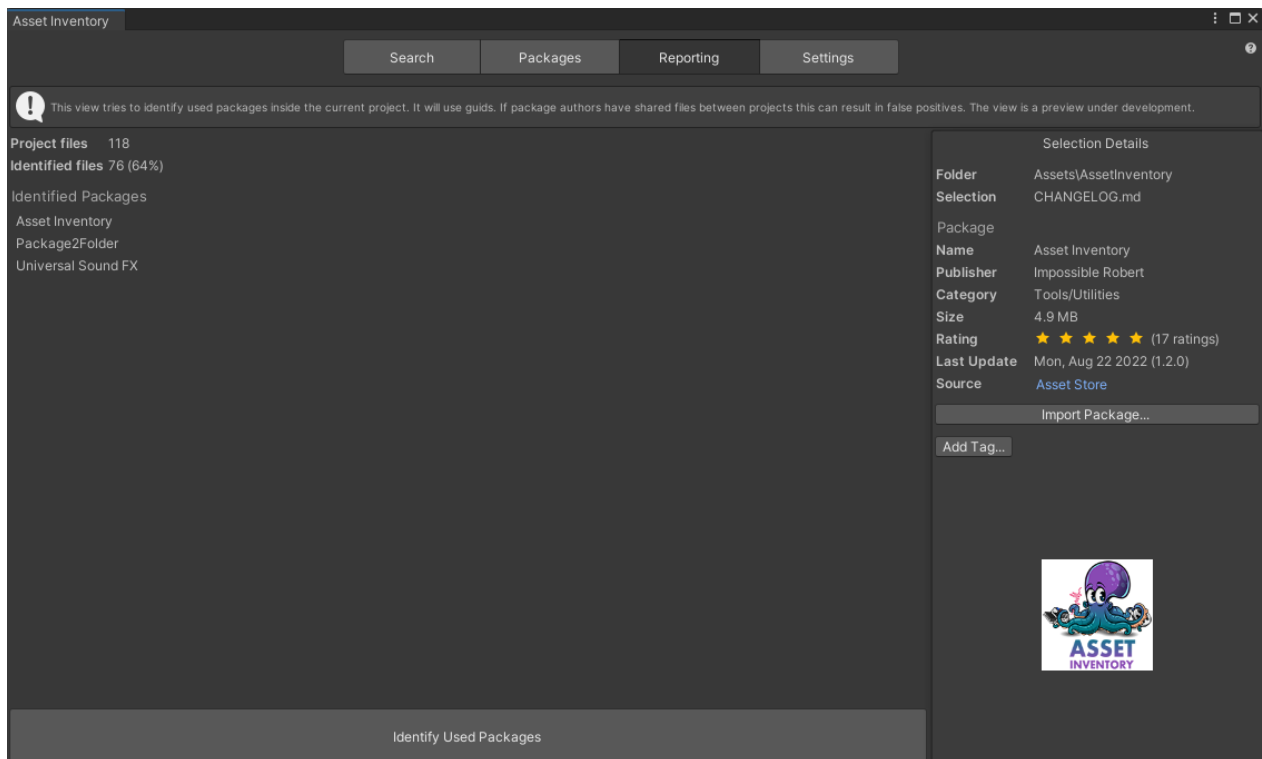 Asset Inventory
Search Packages Reporting Settings
This view tries to identify used packages inside the current project. It will use guids. If package authors have shared files between projects this can result in false positives. The view is a preview under development.
Project files 118
Identified files 76 (64%)
Identified Packages
Asset Inventory
Package2Folder
Universal Sound FX
Identify Used Packages
Selection Details
Folder Assets\AssetInventory
Selection CHANGELOG.md
Package
Name Asset Inventory
Publisher Impossible Robert
Category Tools/Utilities
Size 4.9 MB
Rating (17 ratings)
Last Update Mon, Aug 22 2022 (1.2.0)
Source Asset Store
Import Package...
Add Tag...
ASSET
INVENTORY